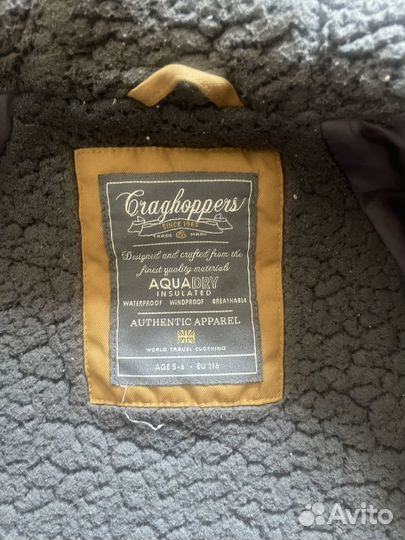 Craghoppers
SINCE 1965
TRADE MARK
Designed and crafted from the
finest quality materials
AQUADRY
INSULATED
WATERPROOF WINDPROOF BREATHABLE
AUTHENTIC APPAREL
WORLD TRAVEL CLOTHING
AGE 5-6 · EU 116
Avito